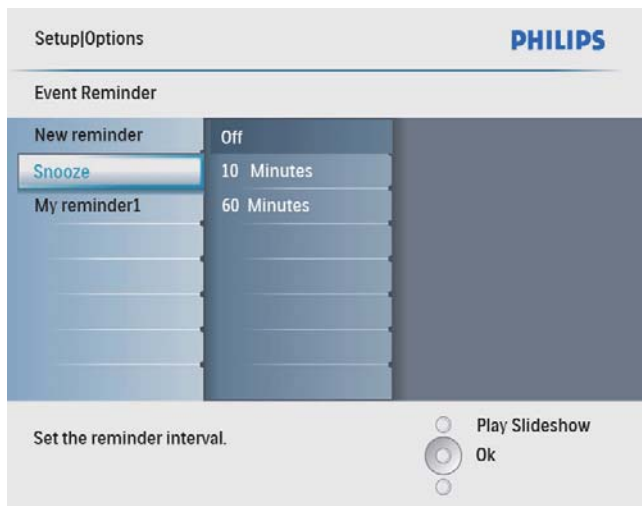 Setup|Options
PHILIPS
Event Reminder
New reminder
Off
Snooze
10 Minutes
My reminder1
60 Minutes
Set the reminder interval.
Play Slideshow
Ok